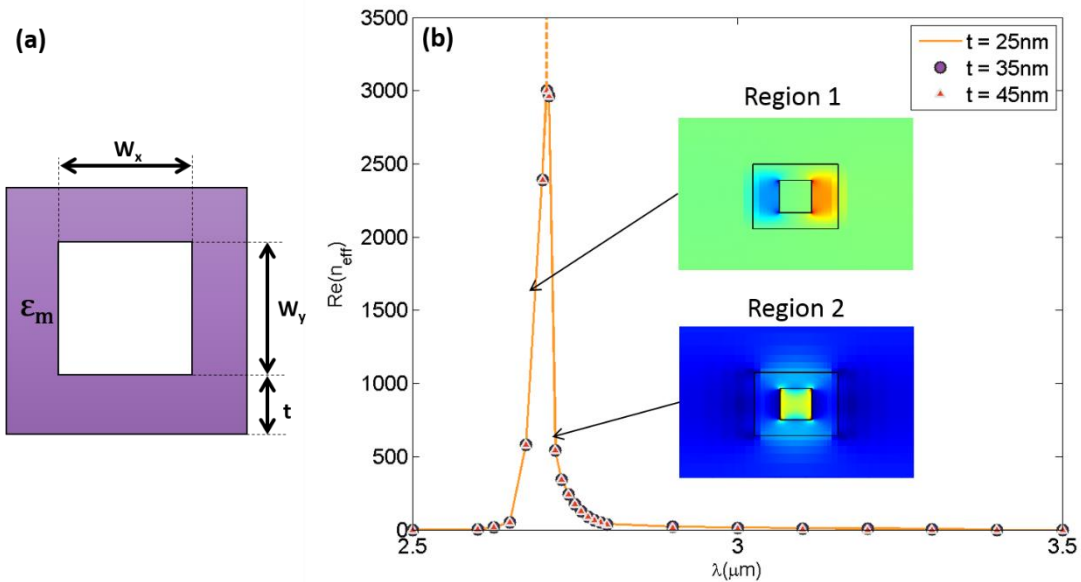 (a)
Wx
εm
Wy
t
(b)
t = 25nm
t = 35nm
t = 45nm
Region 1
Region 2
Re(neff)
3500
3000
2500
2000
1500
1000
500
0
2.5
3
3.5
λ(μm)